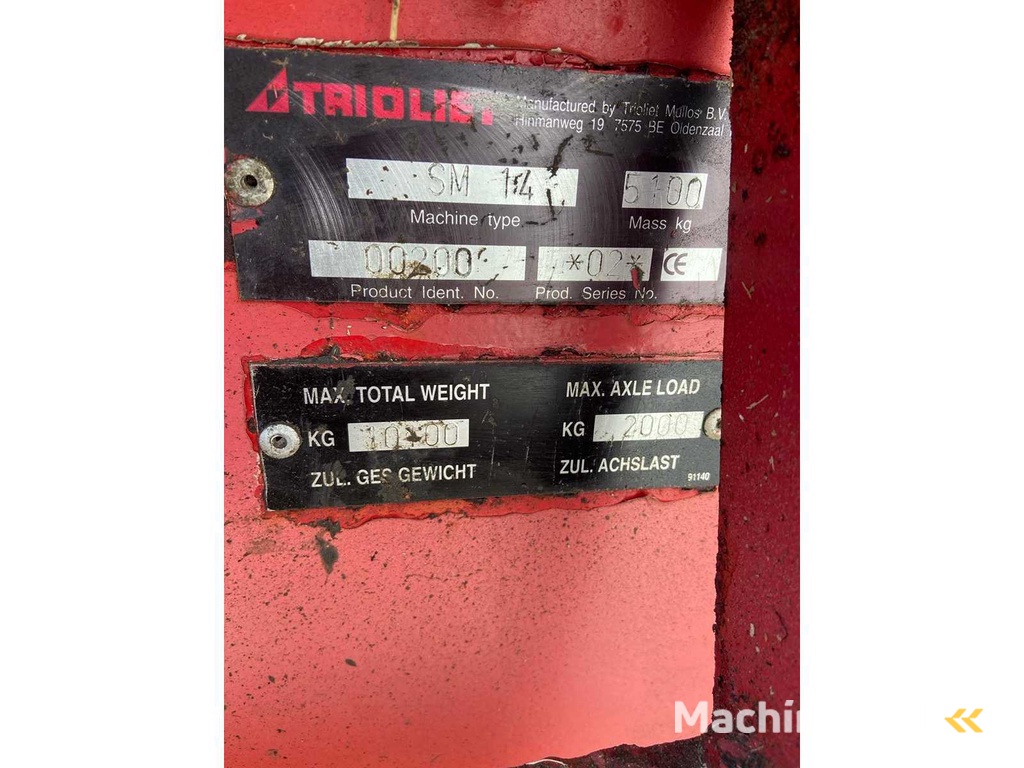 TRIOLIET
Manufactured by Trioliet Mullos B.V.
Hinmanweg 19 7575 BE Oldenzaal
SM 14
5100
Machine type
Mass kg
*02*
CE
Product Ident. No.
Prod. Series No.
MAX. TOTAL WEIGHT
MAX. AXLE LOAD
KG
KG 2000
ZUL. GES GEWICHT
ZUL. ACHSLAST
91140
Machin